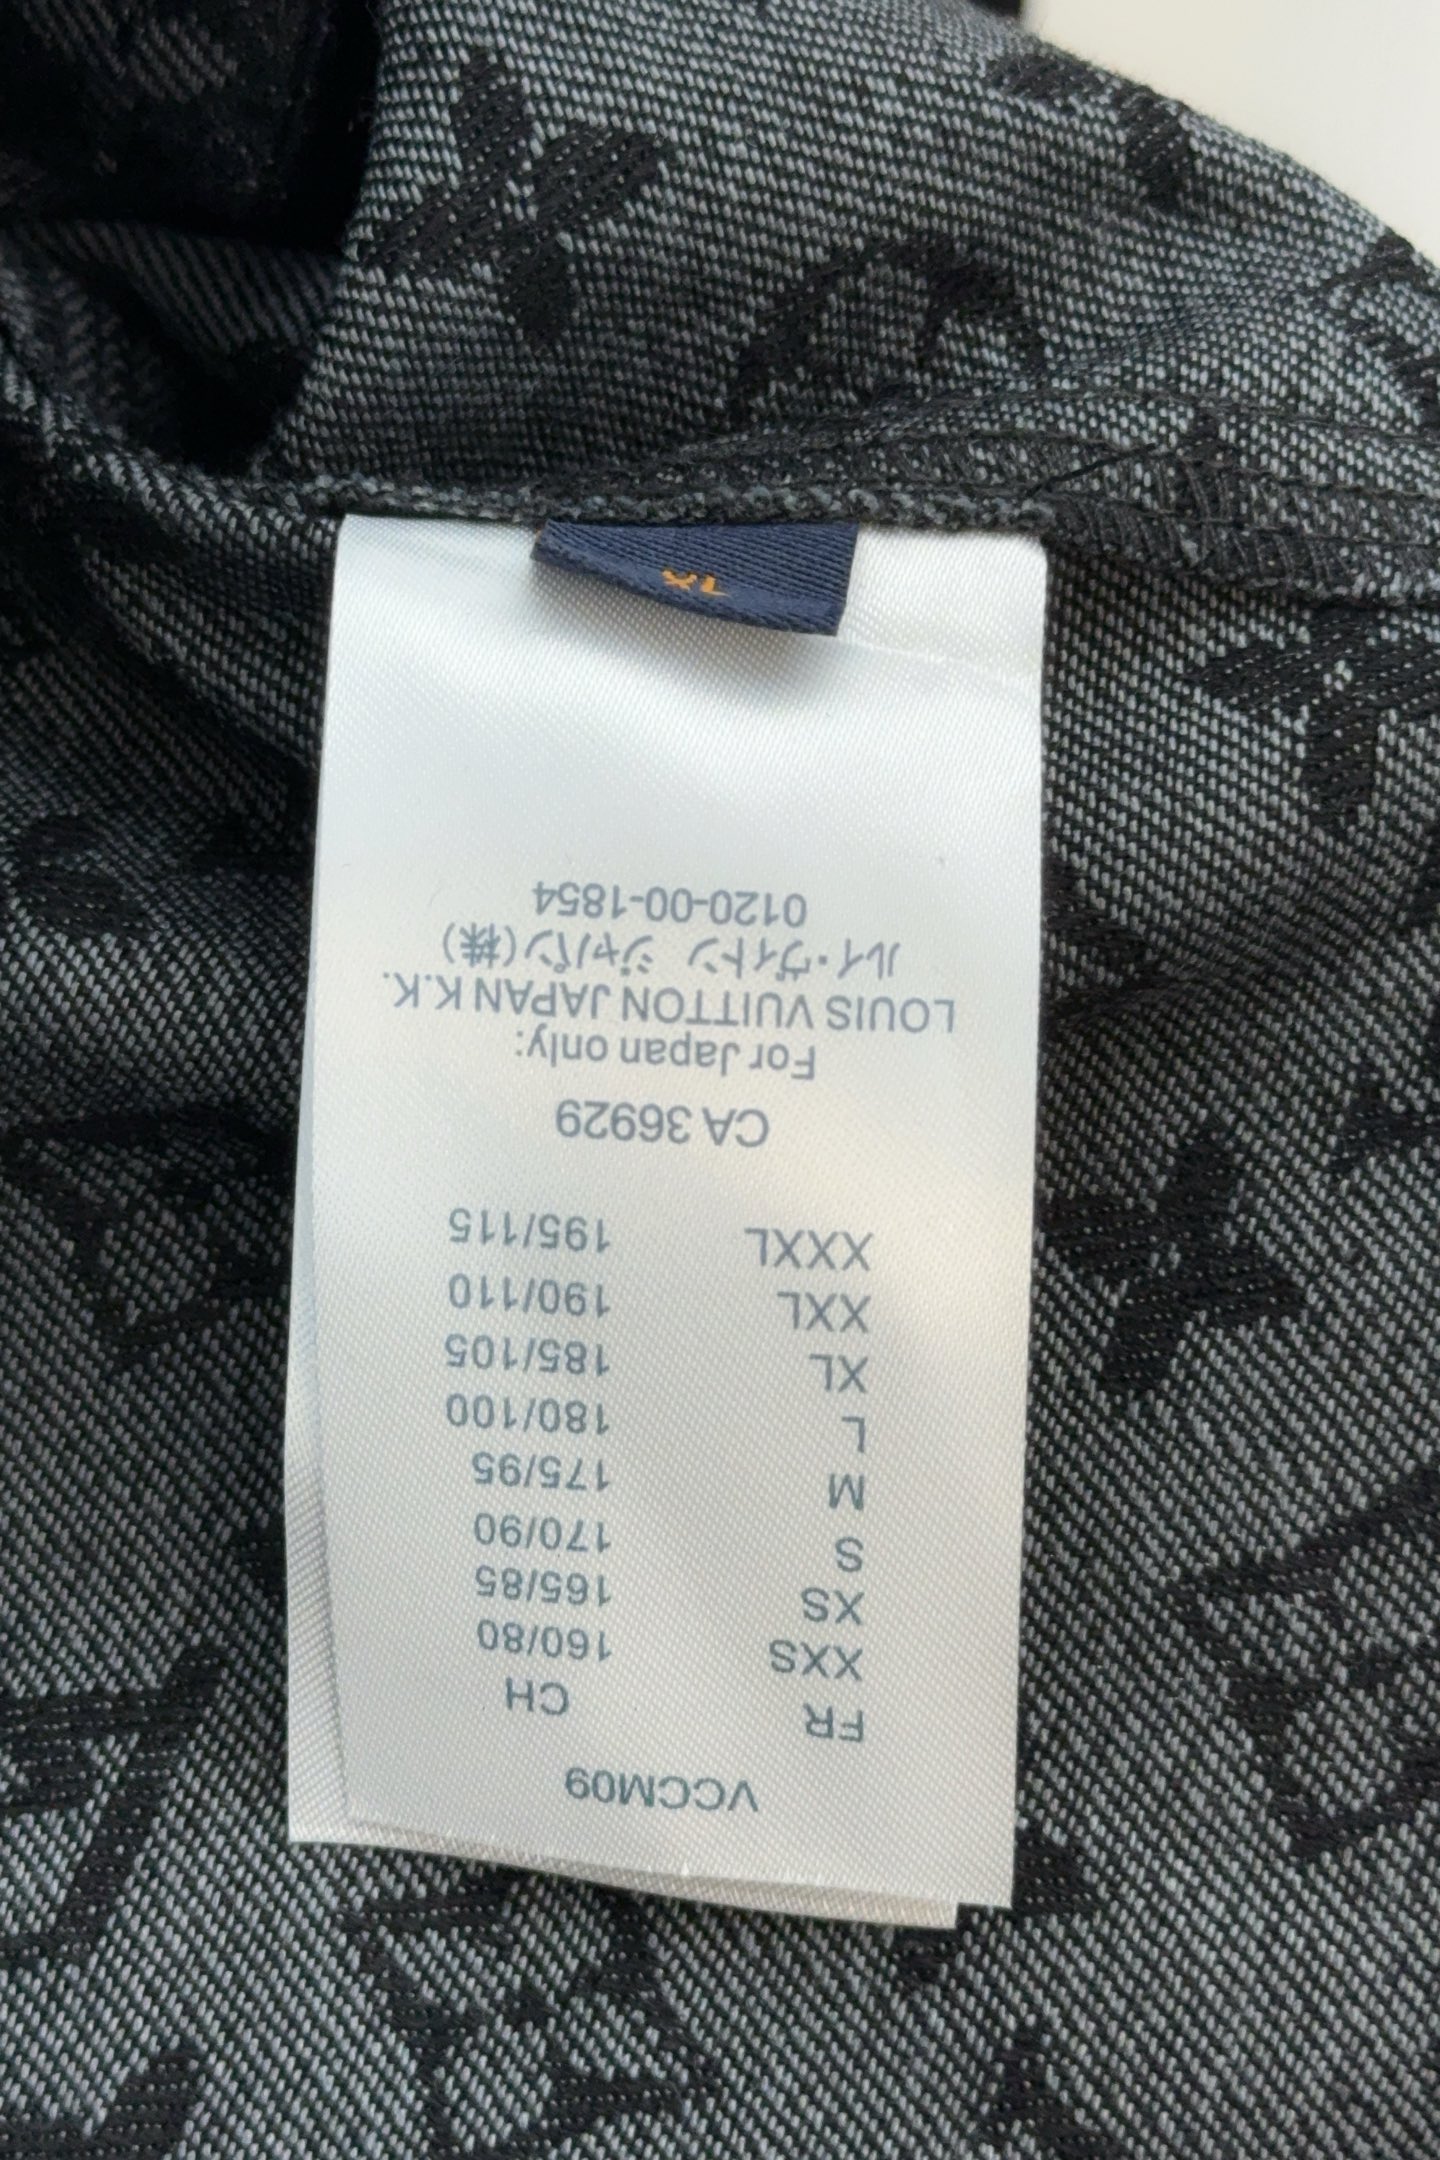 VCCM09
FR CH
XXS 160/80
XS 165/85
S 170/90
M 175/95
L 180/100
XL 185/105
XXL 190/110
XXXL 195/115
CA 36929
For Japan only:
LOUIS VUITTON JAPAN K.K.
ルイ・ヴィトン ジャパン(株)
0120-00-1854